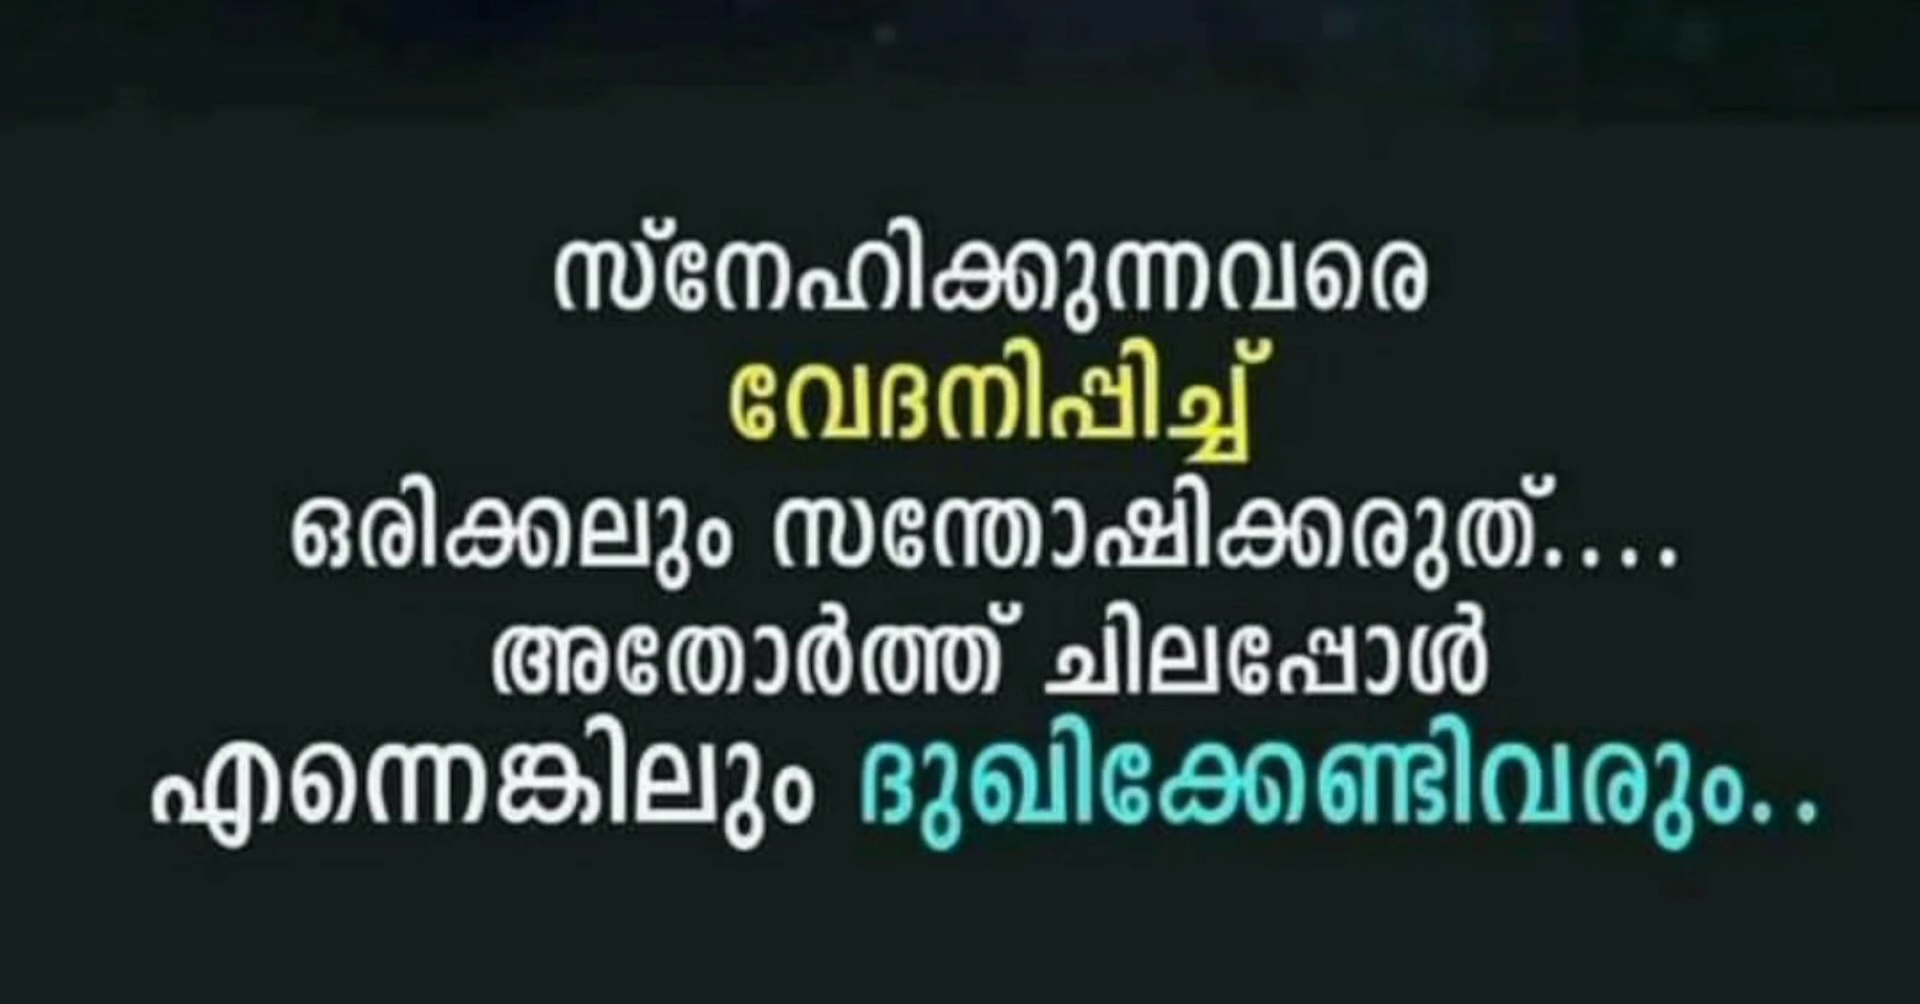 സ്നേഹിക്കുന്നവരെ
വേദനിപ്പിച്ച്
ഒരിക്കലും സന്തോഷിക്കരുത്....
അതോർത്ത് ചിലപ്പോൾ
എന്നെങ്കിലും ദുഖിക്കേണ്ടിവരും..